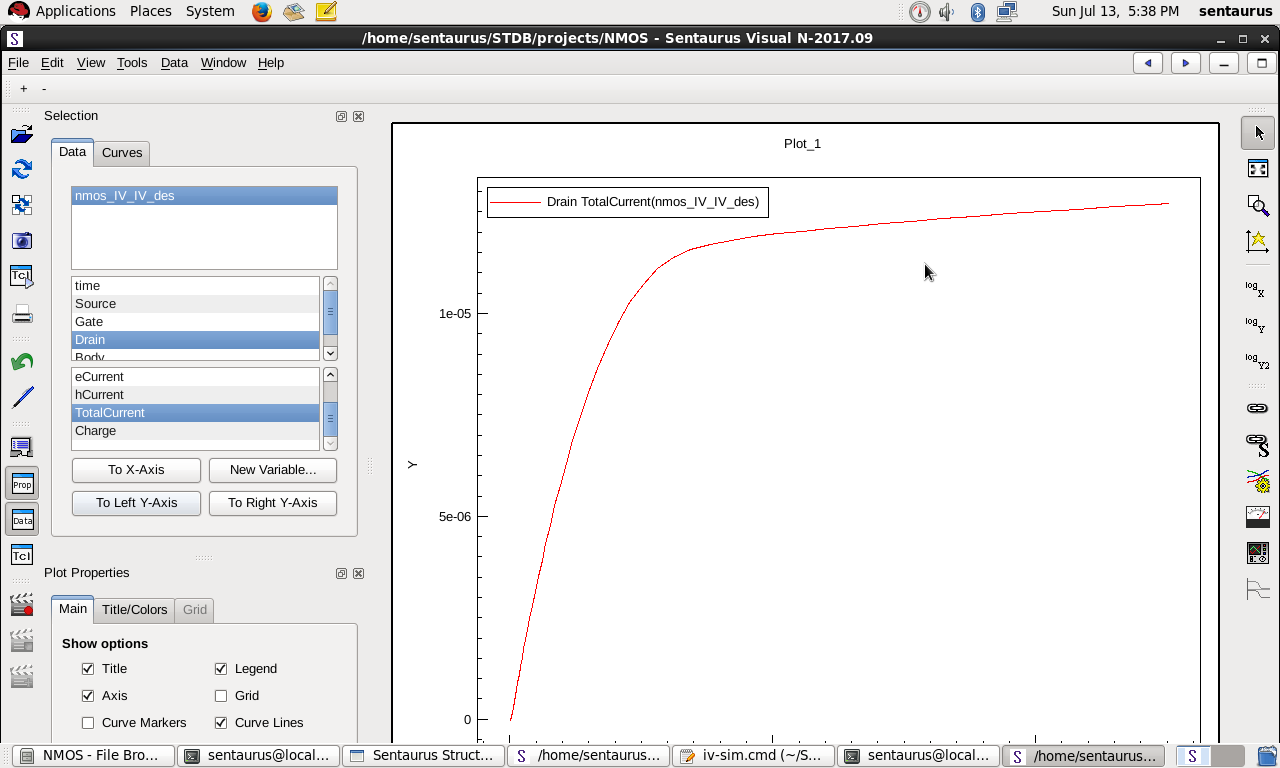 Applications Places System
Sun Jul 13, 5:38 PM sentaurus
/home/sentaurus/STDB/projects/NMOS - Sentaurus Visual N-2017.09
File Edit View Tools Data Window Help
+ -
Selection
Data Curves
nmos_IV_IV_des
time
Source
Gate
Drain
Body
eCurrent
hCurrent
TotalCurrent
Charge
To X-Axis New Variable...
To Left Y-Axis To Right Y-Axis
Plot Properties
Main Title/Colors Grid
Show options
Title Legend
Axis Grid
Curve Markers Curve Lines
Tcl
Prop
Data
Tcl
Plot_1
Drain TotalCurrent(nmos_IV_IV_des)
1e-05
5e-06
0
Y
log X
log Y
log Y2
NMOS - File Bro... sentaurus@local... Sentaurus Struct... /home/sentaurus... iv-sim.cmd (~/S... sentaurus@local... /home/sentaurus...